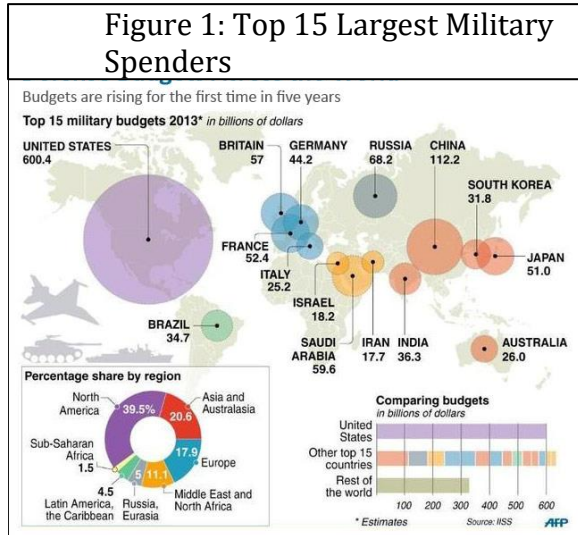 Figure 1: Top 15 Largest Military
Spenders
Budgets are rising for the first time in five years
Top 15 military budgets 2013* in billions of dollars
UNITED STATES
600.4
BRITAIN
57
GERMANY
44.2
RUSSIA
68.2
CHINA
112.2
SOUTH KOREA
31.8
FRANCE
52.4
ITALY
25.2
JAPAN
51.0
ISRAEL
18.2
BRAZIL
34.7
SAUDI
ARABIA
59.6
IRAN
17.7
INDIA
36.3
AUSTRALIA
26.0
Percentage share by region
North
America
39.5%
20.6
Asia and
Australasia
Sub-Saharan
Africa
1.5
17.9
Europe
4.5
5
11.1
Latin America,
the Caribbean
Russia,
Eurasia
Middle East and
North Africa
Comparing budgets
in billions of dollars
United
States
Other top 15
countries
Rest of
the world
100 200 300 400 500 600
* Estimates
Source: IISS
AFP